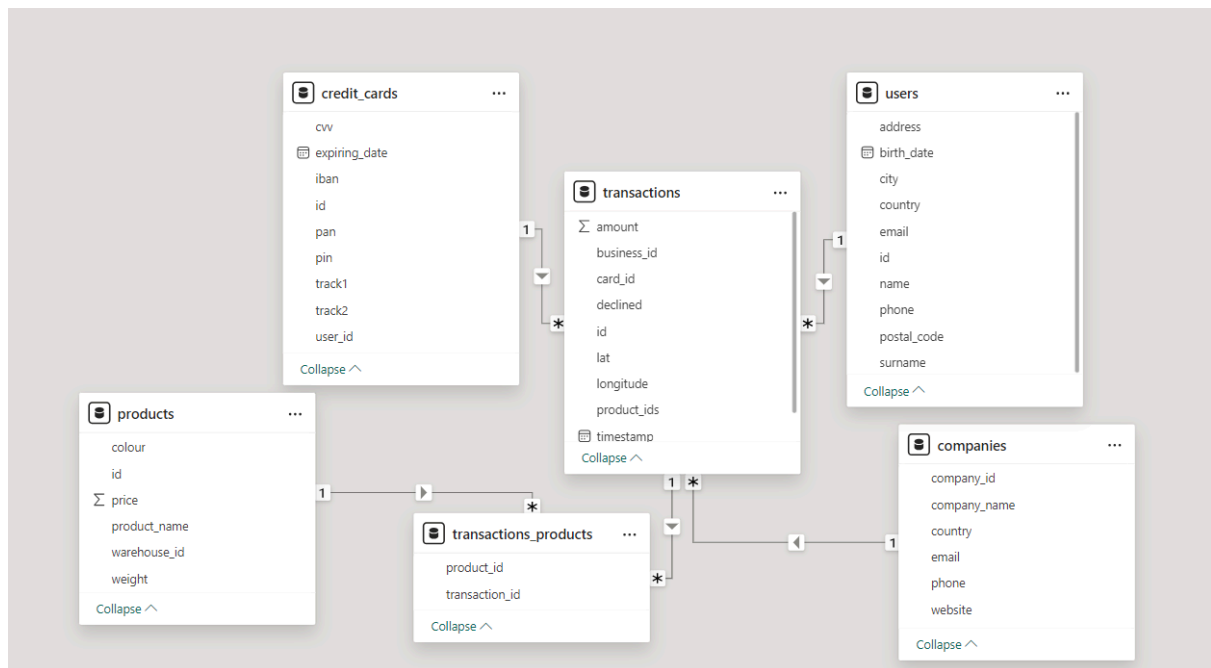 credit_cards
cvv
expiring_date
iban
id
pan
pin
track1
track2
user_id
Collapse
users
address
birth_date
city
country
email
id
name
phone
postal_code
surname
Collapse
transactions
Σ amount
business_id
card_id
declined
id
lat
longitude
product_ids
timestamp
Collapse
1
*
1
*
products
colour
id
Σ price
product_name
warehouse_id
weight
Collapse
1
*
transactions_products
product_id
transaction_id
Collapse
1
*
*
1
companies
company_id
company_name
country
email
phone
website
Collapse